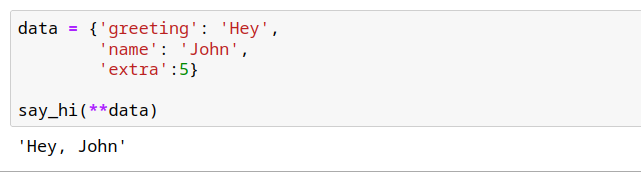 data = {'greeting': 'Hey',
        'name': 'John',
        'extra':5}
say_hi(**data)
'Hey, John'